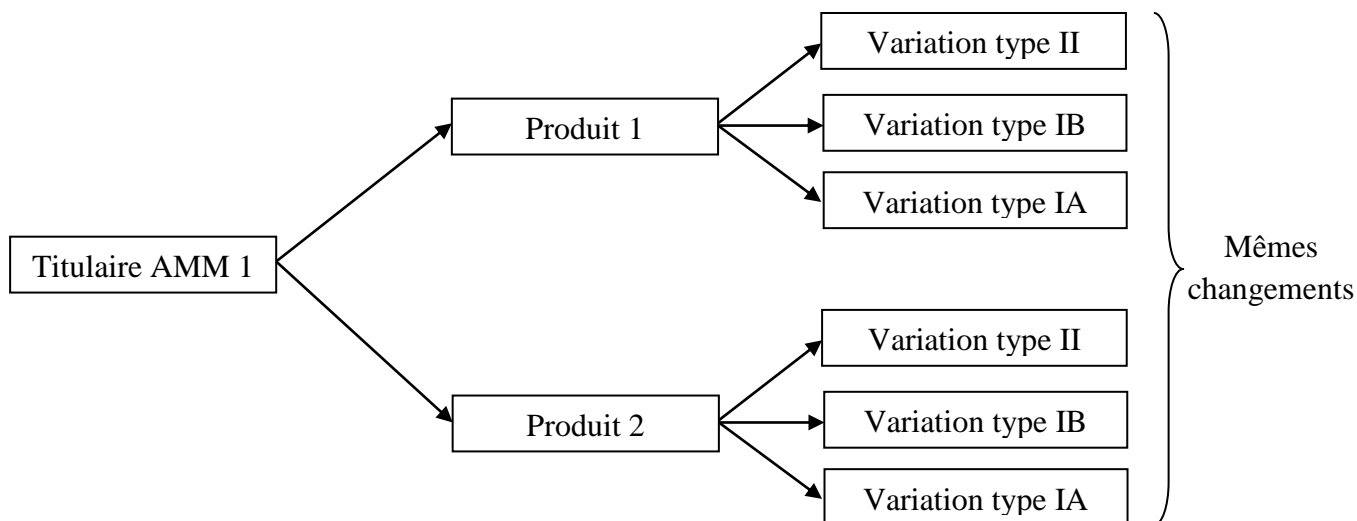 Variation type II
Produit 1
Variation type IB
Variation type IA
Titulaire AMM 1
Mêmes
changements
Variation type II
Produit 2
Variation type IB
Variation type IA